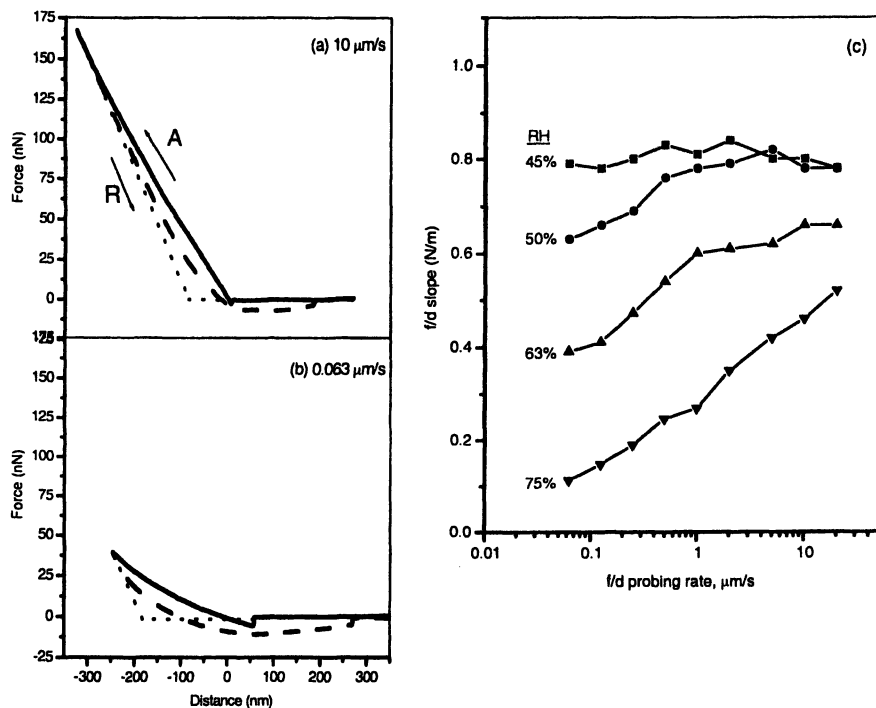 175
150
125
100
75
50
25
0
Force (nN)
(a) 10 μm/s
A
R
175
125
150
125
100
75
50
25
0
-25
Force (nN)
(b) 0.063 μm/s
-300 -200 -100 0 100 200 300
Distance (nm)
(c)
1.0
0.8
0.6
0.4
0.2
0.0
f/d slope (N/m)
RH
45%
50%
63%
75%
0.01 0.1 1 10
f/d probing rate, μm/s